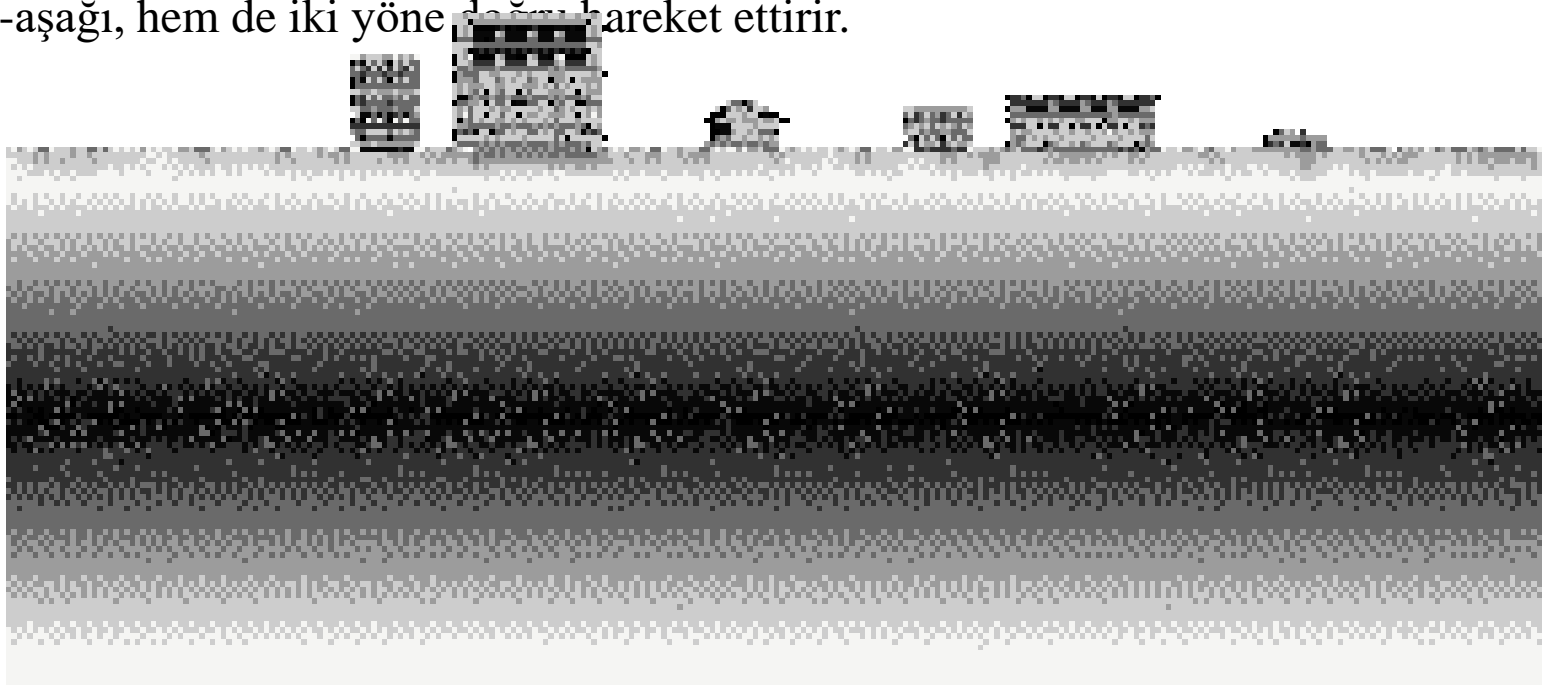 -aşağı, hem de iki yöne doğru hareket ettirir.